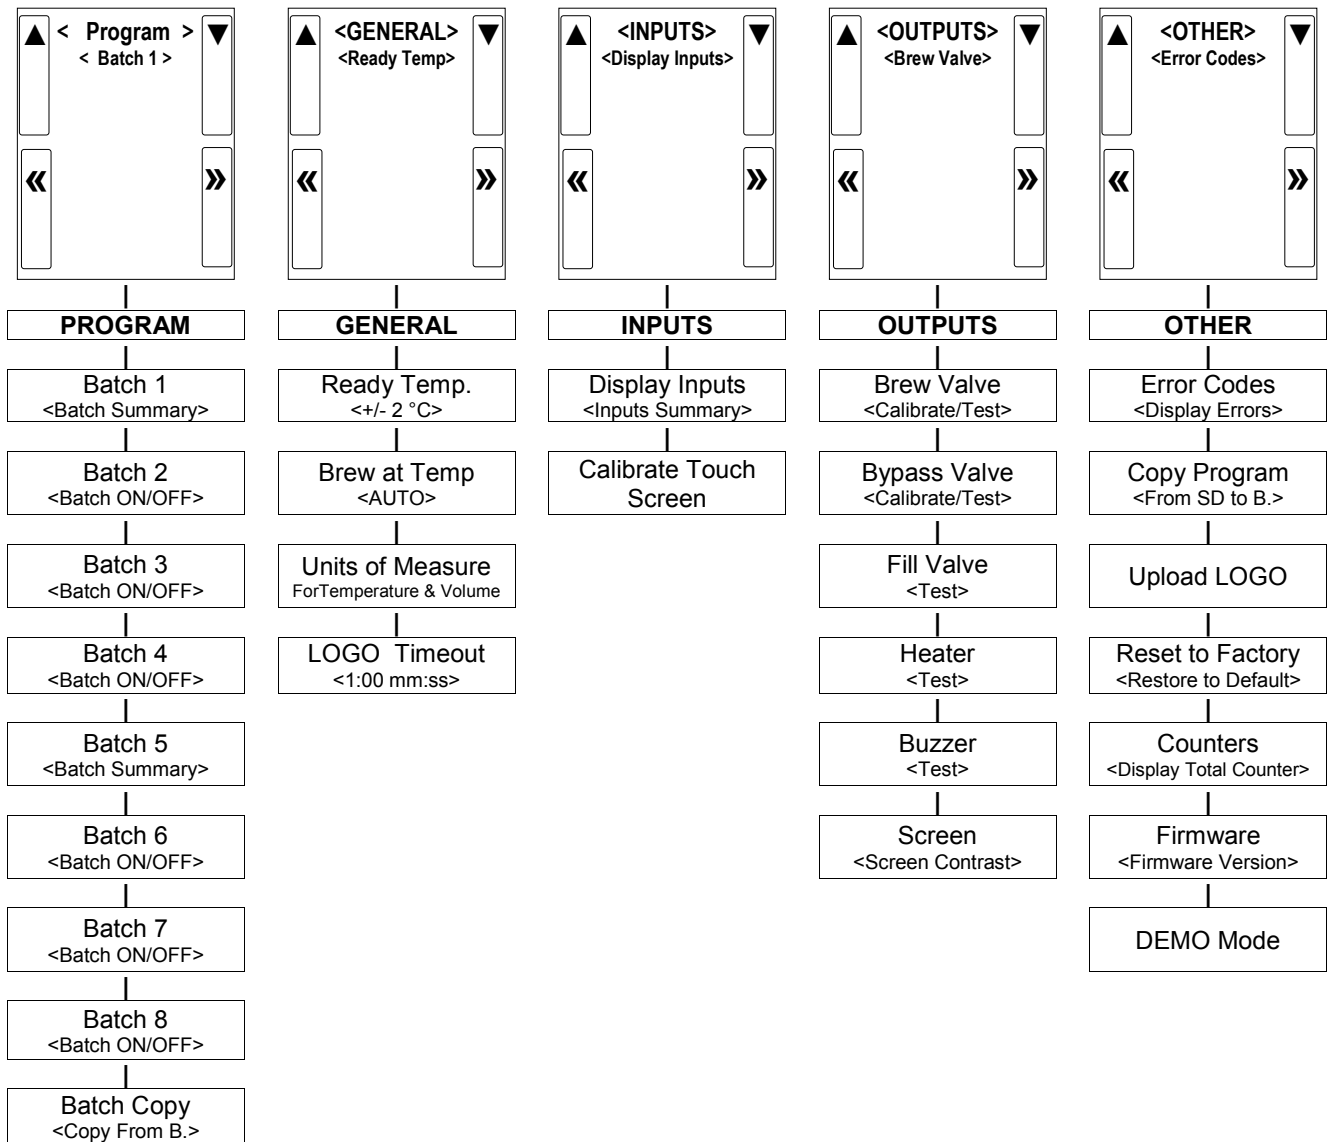 ▲ < Program > ▼
< Batch 1 >
« »
PROGRAM
Batch 1
<Batch Summary>
Batch 2
<Batch ON/OFF>
Batch 3
<Batch ON/OFF>
Batch 4
<Batch ON/OFF>
Batch 5
<Batch Summary>
Batch 6
<Batch ON/OFF>
Batch 7
<Batch ON/OFF>
Batch 8
<Batch ON/OFF>
Batch Copy
<Copy From B.>
▲ <GENERAL> ▼
<Ready Temp>
« »
GENERAL
Ready Temp.
<+/- 2 °C>
Brew at Temp
<AUTO>
Units of Measure
ForTemperature & Volume
LOGO Timeout
<1:00 mm:ss>
▲ <INPUTS> ▼
<Display Inputs>
« »
INPUTS
Display Inputs
<Inputs Summary>
Calibrate Touch
Screen
▲ <OUTPUTS> ▼
<Brew Valve>
« »
OUTPUTS
Brew Valve
<Calibrate/Test>
Bypass Valve
<Calibrate/Test>
Fill Valve
<Test>
Heater
<Test>
Buzzer
<Test>
Screen
<Screen Contrast>
▲ <OTHER> ▼
<Error Codes>
« »
OTHER
Error Codes
<Display Errors>
Copy Program
<From SD to B.>
Upload LOGO
Reset to Factory
<Restore to Default>
Counters
<Display Total Counter>
Firmware
<Firmware Version>
DEMO Mode